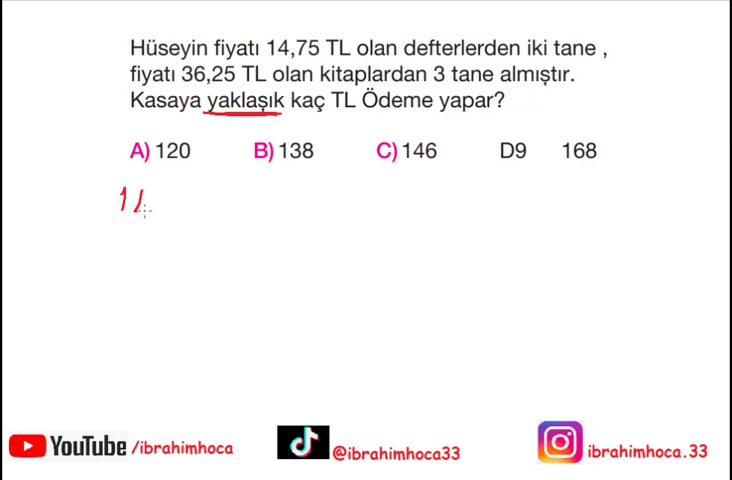 Hüseyin fiyatı 14,75 TL olan defterlerden iki tane ,
fiyatı 36,25 TL olan kitaplardan 3 tane almıştır.
Kasaya yaklaşık kaç TL Ödeme yapar?
A) 120 B) 138 C) 146 D9 168
YouTube /ibrahimhoca @ibrahimhoca33 ibrahimhoca.33